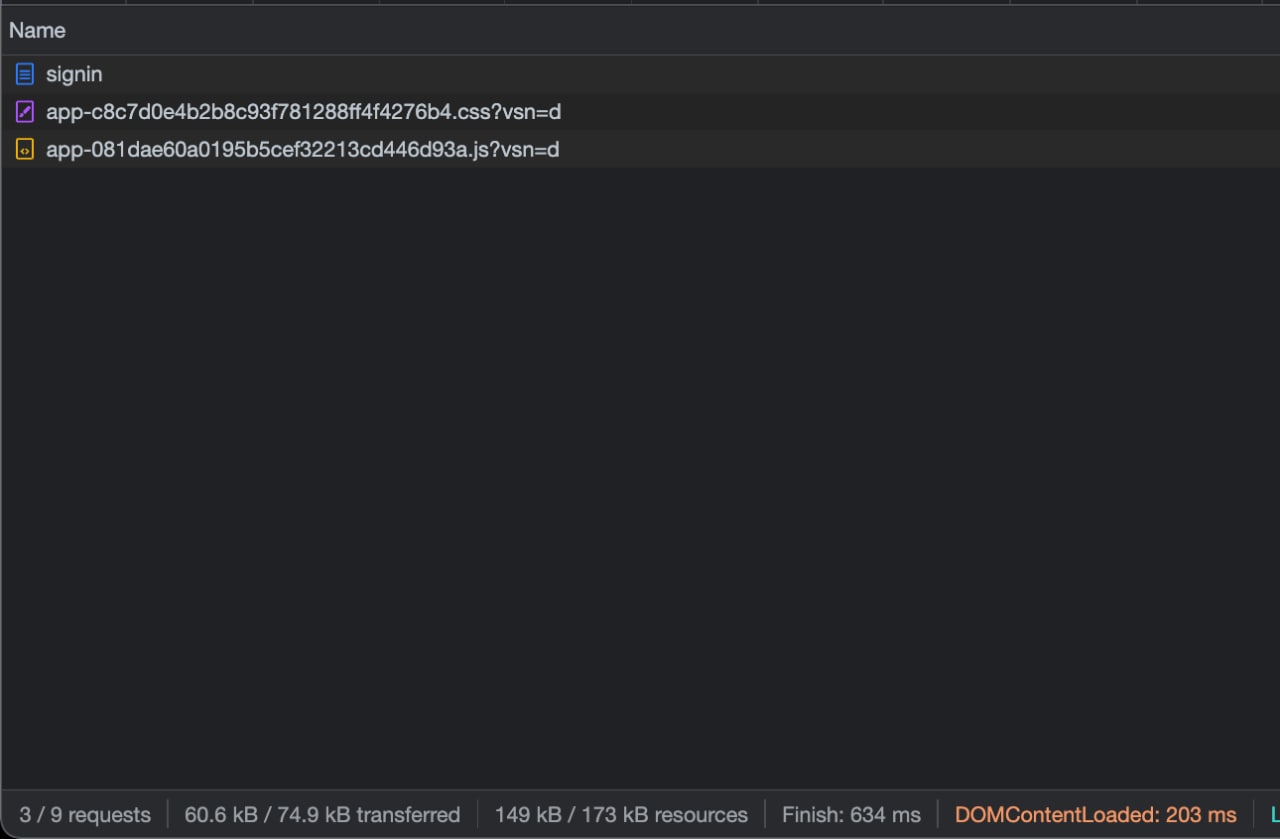 Name
signin
app-c8c7d0e4b2b8c93f781288ff4f4276b4.css?vsn=d
app-081dae60a0195b5cef32213cd446d93a.js?vsn=d
3 / 9 requests
60.6 kB / 74.9 kB transferred
149 kB / 173 kB resources
Finish: 634 ms
DOMContentLoaded: 203 ms